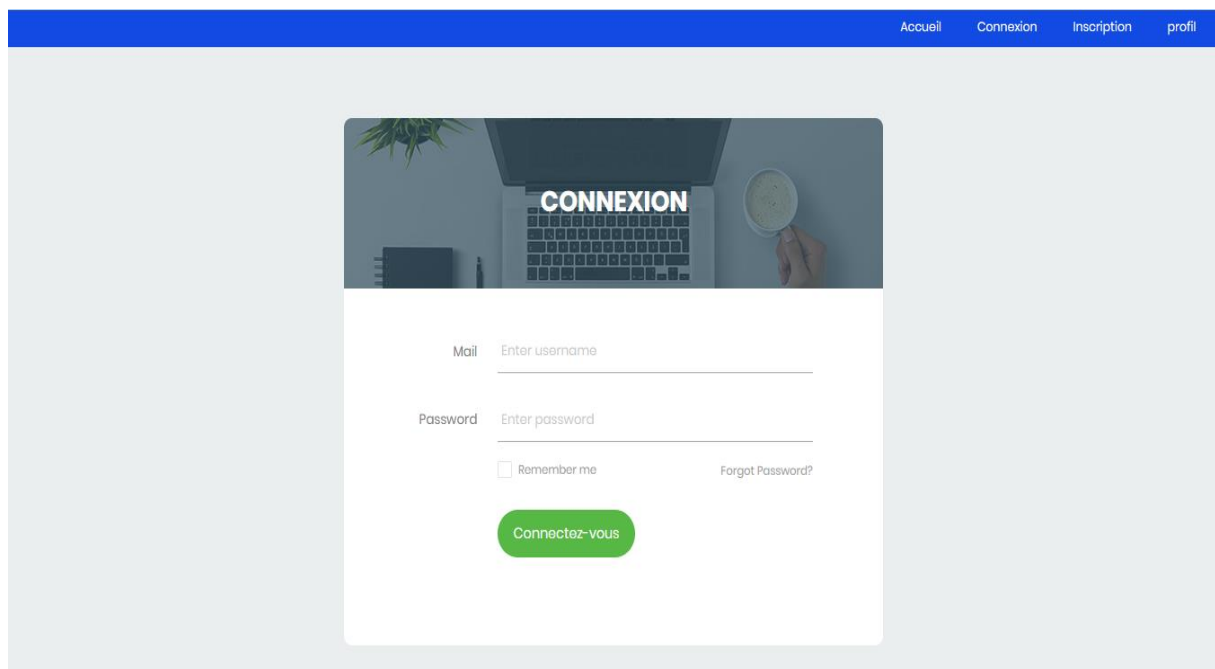 Accueil Connexion Inscription profil
CONNEXION
Mail Enter username
Password Enter password
Remember me Forgot Password?
Connectez-vous